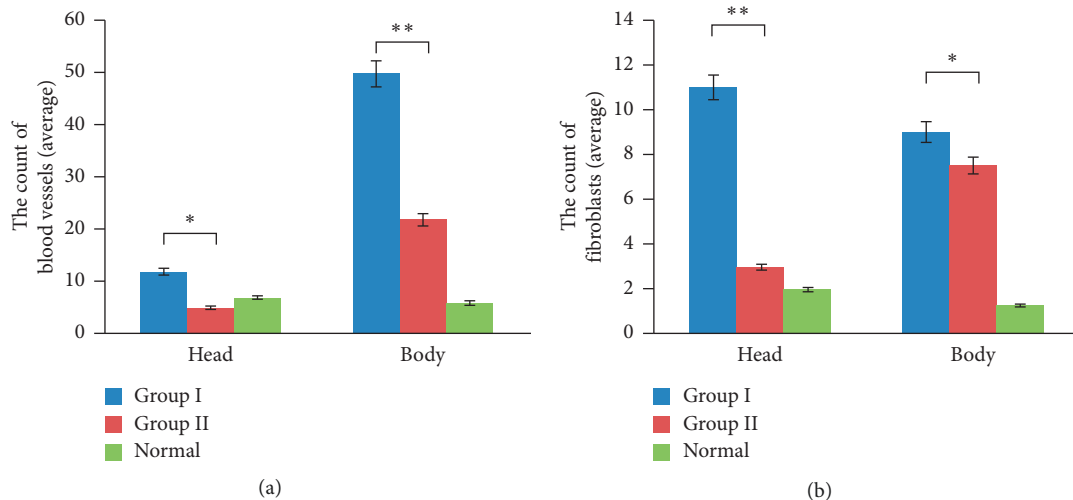 The count of
blood vessels (average)
60
50
40
30
20
10
0
*
**
Head
Body
Group I
Group II
Normal
(a)
The count of
fibroblasts (average)
14
12
10
8
6
4
2
0
**
*
Head
Body
Group I
Group II
Normal
(b)